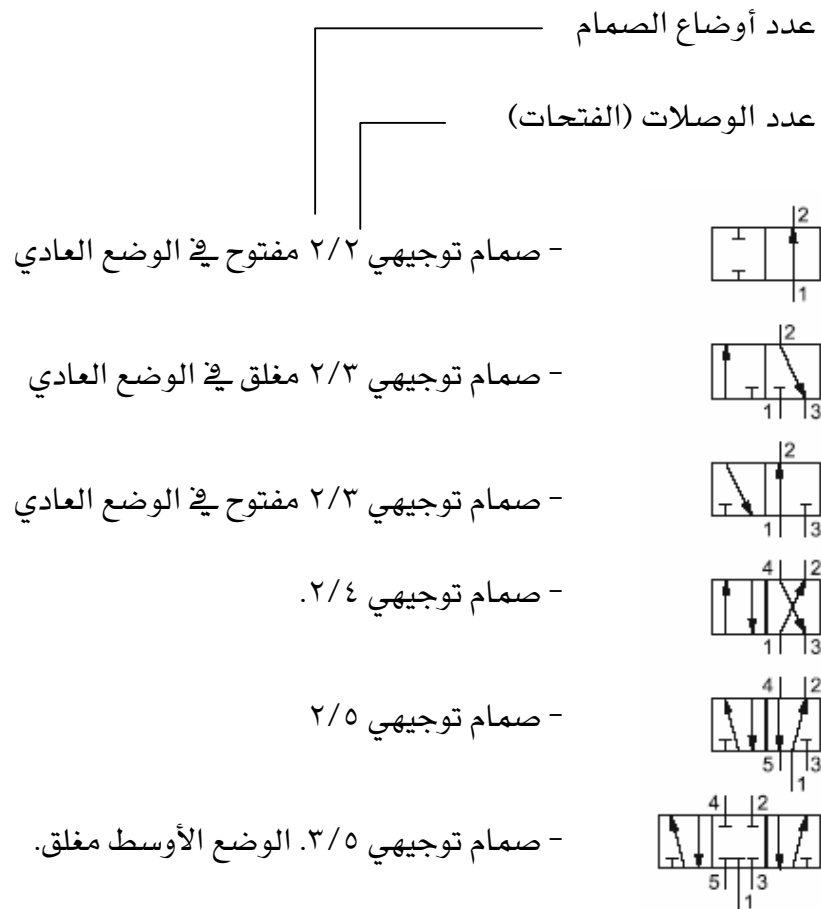 عدد أوضاع الصمام
عدد الوصلات (الفتحات)
- صمام توجيهي ٢/٢ مفتوح في الوضع العادي
2
1
- صمام توجيهي ٢/٣ مغلق في الوضع العادي
2
1 3
- صمام توجيهي ٢/٣ مفتوح في الوضع العادي
2
1 3
- صمام توجيهي ٢/٤.
4 2
1 3
- صمام توجيهي ٢/٥
4 2
5 3
1
- صمام توجيهي ٣/٥. الوضع الأوسط مغلق.
4 2
5 3
1